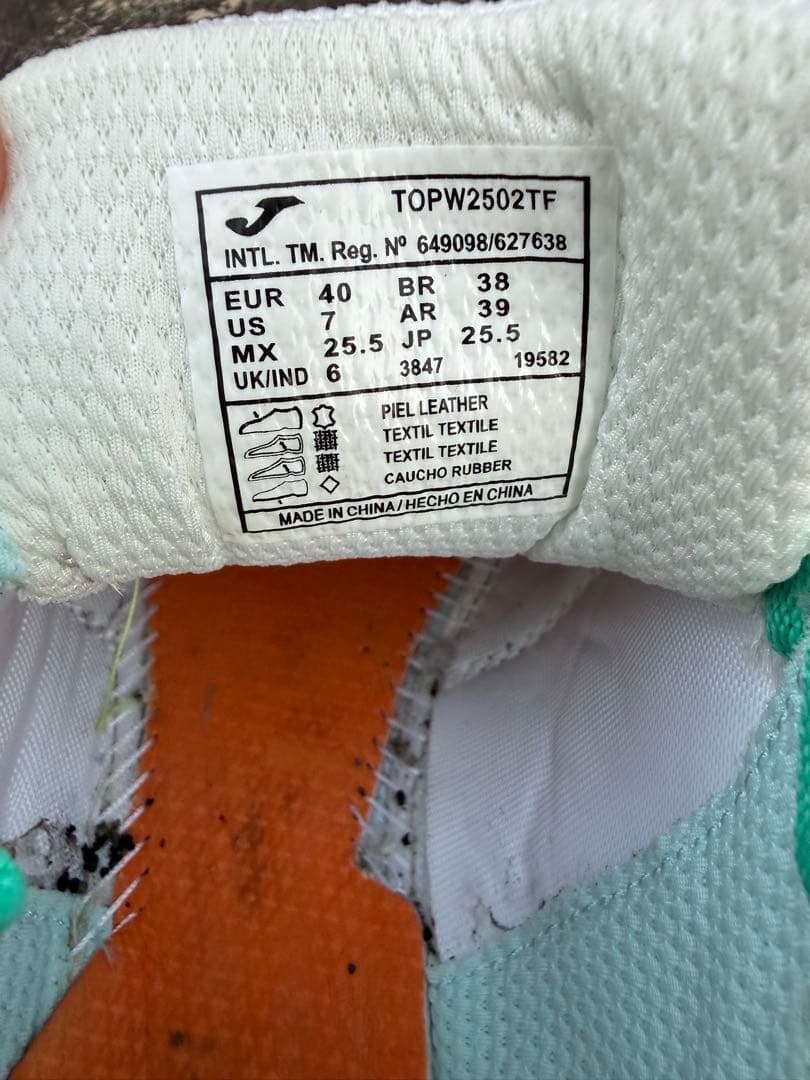 TOPW2502TF
INTL. TM. Reg. Nº 649098/627638
EUR 40 BR 38
US 7 AR 39
MX 25.5 JP 25.5
UK/IND 6 3847 19582
PIEL LEATHER
TEXTIL TEXTILE
TEXTIL TEXTILE
CAUCHO RUBBER
MADE IN CHINA / HECHO EN CHINA